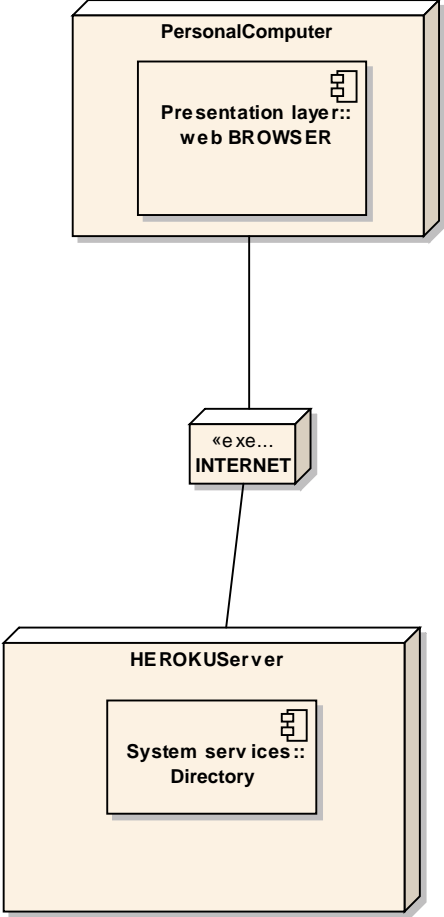 PersonalComputer
Presentation layer::
web BROWSER
«exe...
INTERNET
HEROKUServer
System services::
Directory